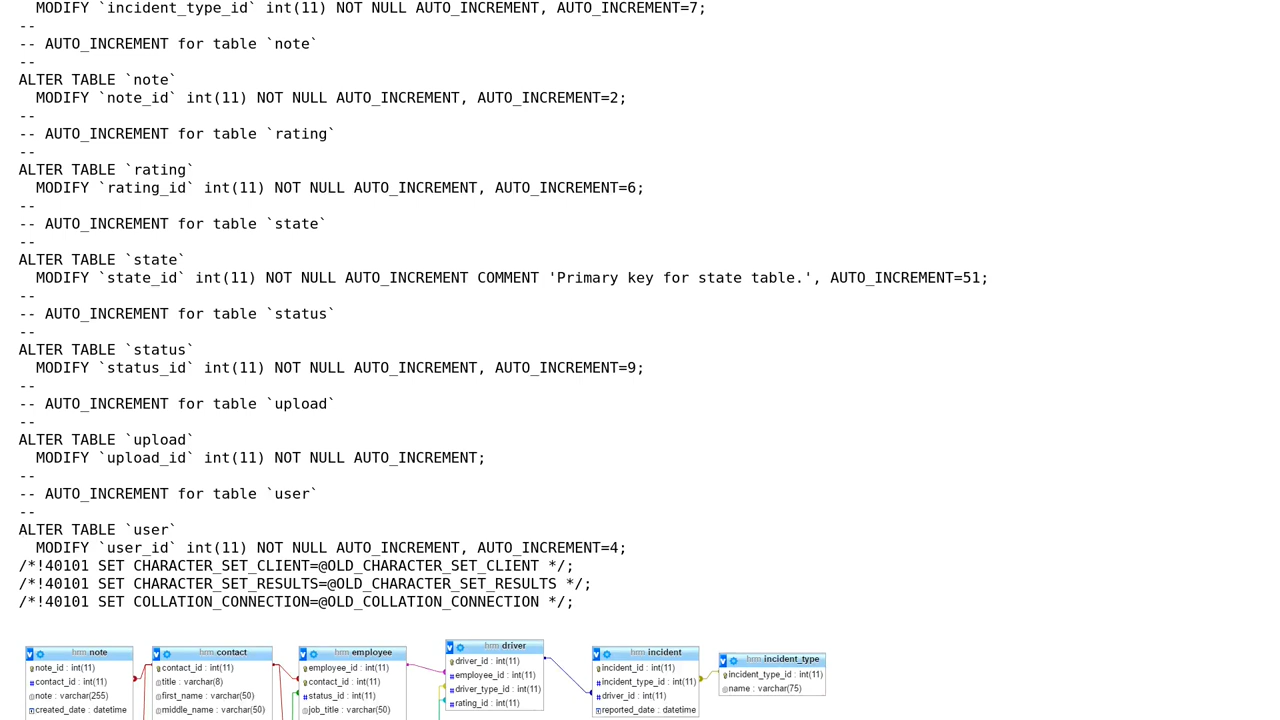 MODIFY `incident_type_id` int(11) NOT NULL AUTO_INCREMENT, AUTO_INCREMENT=7;
--
-- AUTO_INCREMENT for table `note`
--
ALTER TABLE `note`
  MODIFY `note_id` int(11) NOT NULL AUTO_INCREMENT, AUTO_INCREMENT=2;
--
-- AUTO_INCREMENT for table `rating`
--
ALTER TABLE `rating`
  MODIFY `rating_id` int(11) NOT NULL AUTO_INCREMENT, AUTO_INCREMENT=6;
--
-- AUTO_INCREMENT for table `state`
--
ALTER TABLE `state`
  MODIFY `state_id` int(11) NOT NULL AUTO_INCREMENT COMMENT 'Primary key for state table.', AUTO_INCREMENT=51;
--
-- AUTO_INCREMENT for table `status`
--
ALTER TABLE `status`
  MODIFY `status_id` int(11) NOT NULL AUTO_INCREMENT, AUTO_INCREMENT=9;
--
-- AUTO_INCREMENT for table `upload`
--
ALTER TABLE `upload`
  MODIFY `upload_id` int(11) NOT NULL AUTO_INCREMENT;
--
-- AUTO_INCREMENT for table `user`
--
ALTER TABLE `user`
  MODIFY `user_id` int(11) NOT NULL AUTO_INCREMENT, AUTO_INCREMENT=4;
/*!40101 SET CHARACTER_SET_CLIENT=@OLD_CHARACTER_SET_CLIENT */;
/*!40101 SET CHARACTER_SET_RESULTS=@OLD_CHARACTER_SET_RESULTS */;
/*!40101 SET COLLATION_CONNECTION=@OLD_COLLATION_CONNECTION */;
hrm note
note_id : int(11)
contact_id : int(11)
note : varchar(255)
created_date : datetime
hrm contact
contact_id : int(11)
title : varchar(8)
first_name : varchar(50)
middle_name : varchar(50)
hrm employee
employee_id : int(11)
contact_id : int(11)
status_id : int(11)
job_title : varchar(50)
hrm driver
driver_id : int(11)
employee_id : int(11)
driver_type_id : int(11)
rating_id : int(11)
hrm incident
incident_id : int(11)
incident_type_id : int(11)
driver_id : int(11)
reported_date : datetime
hrm incident_type
incident_type_id : int(11)
name : varchar(75)